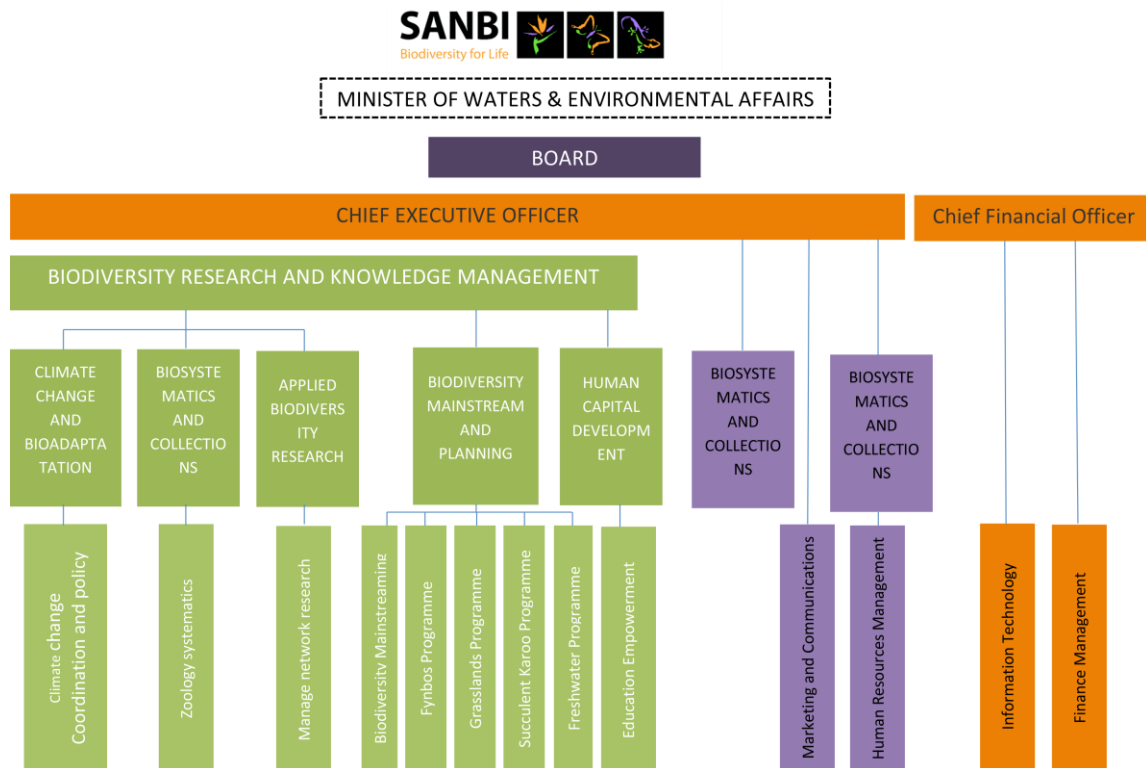 SANBI
Biodiversity for Life
MINISTER OF WATERS & ENVIRONMENTAL AFFAIRS
BOARD
CHIEF EXECUTIVE OFFICER
Chief Financial Officer
BIODIVERSITY RESEARCH AND KNOWLEDGE MANAGEMENT
CLIMATE
CHANGE
AND
BIOADAPTA
TATION
BIOSYSTE
MATICS
AND
COLLECTIO
NS
APPLIED
BIODIVERS
ITY
RESEARCH
BIODIVERSITY
MAINSTREAM
AND
PLANNING
HUMAN
CAPITAL
DEVELOPM
ENT
BIOSYSTE
MATICS
AND
COLLECTIO
NS
BIOSYSTE
MATICS
AND
COLLECTIO
NS
Climate change
Coordination and policy
Zoology systematics
Manage network research
Biodiversity Mainstreaming
Fynbos Programme
Grasslands Programme
Succulent Karoo Programme
Freshwater Programme
Education Empowerment
Marketing and Communications
Human Resources Management
Information Technology
Finance Management